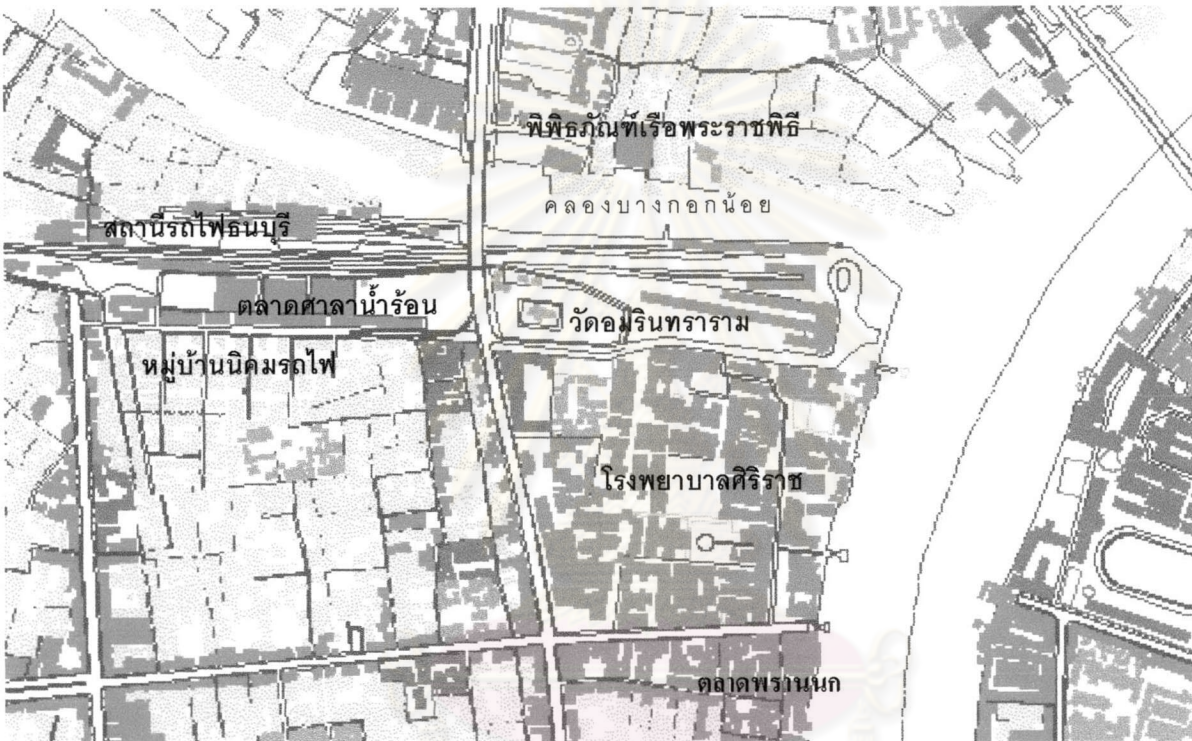 พิพิธภัณฑ์เรือพระราชพิธี
คลองบางกอกน้อย
สถานีรถไฟธนบุรี
ตลาดศาลาน้ำร้อน
วัดอมรินทราราม
หมู่บ้านนิคมรถไฟ
โรงพยาบาลศิริราช
ตลาดพรานนก